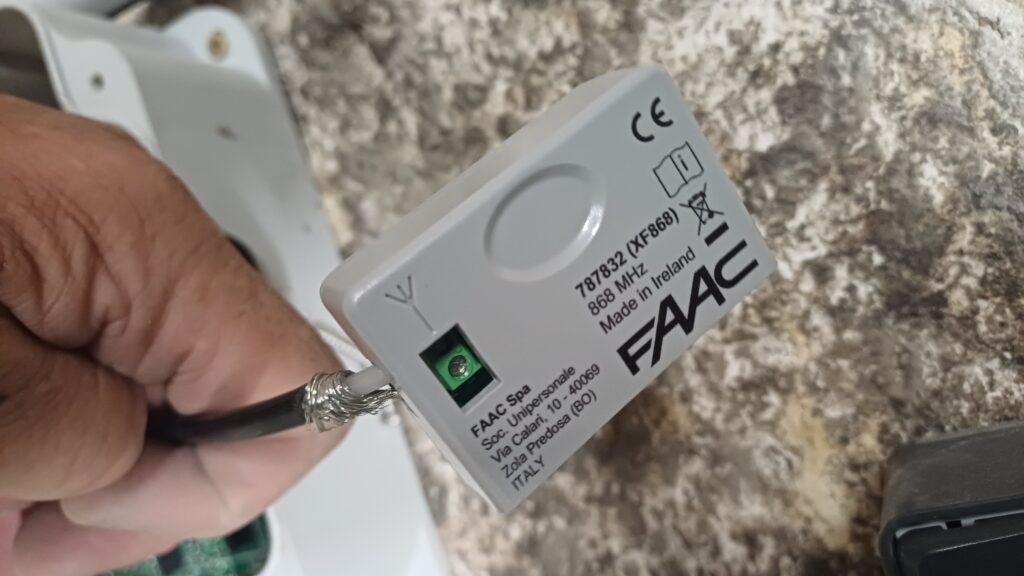 CE
i
787832 (XF868)
868 MHz
Made in Ireland
FAAC
FAAC Spa
Soc. Unipersonale
Via Calari, 10 - 40069
Zola Predosa (BO)
ITALY